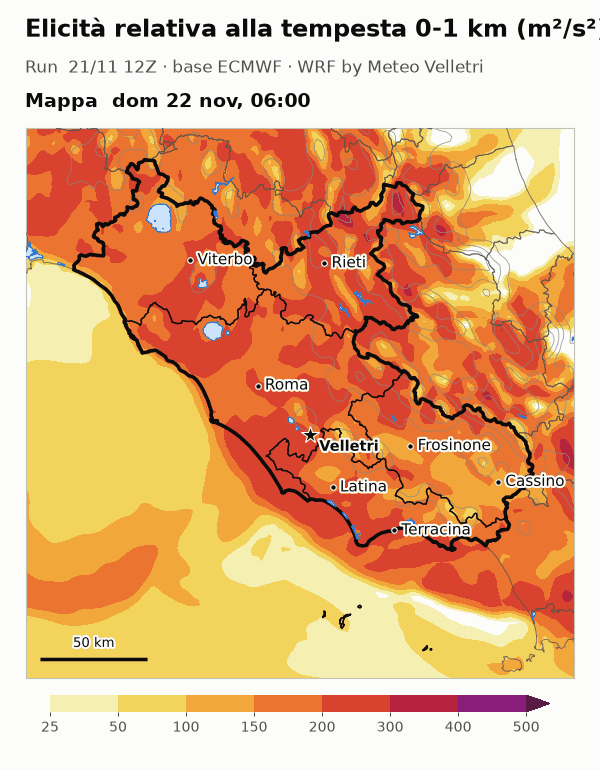 Elicità relativa alla tempesta 0-1 km (m²/s²)
Run 21/11 12Z · base ECMWF · WRF by Meteo Velletri
Mappa dom 22 nov, 06:00
Viterbo
Rieti
Roma
Velletri
Frosinone
Latina
Cassino
Terracina
50 km
25 50 100 150 200 300 400 500